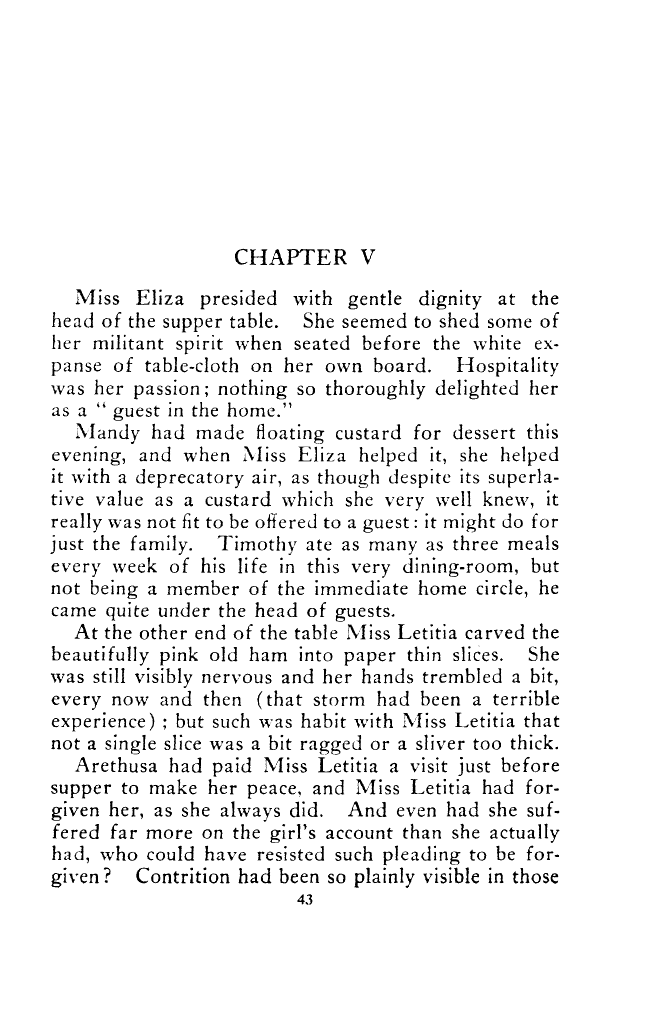 CHAPTER V
Miss Eliza presided with gentle dignity at the
head of the supper table. She seemed to shed some of
her militant spirit when seated before the white ex-
panse of table-cloth on her own board. Hospitality
was her passion; nothing so thoroughly delighted her
as a " guest in the home."
Mandy had made floating custard for dessert this
evening, and when Miss Eliza helped it, she helped
it with a deprecatory air, as though despite its superla-
tive value as a custard which she very well knew, it
really was not fit to be offered to a guest: it might do for
just the family. Timothy ate as many as three meals
every week of his life in this very dining-room, but
not being a member of the immediate home circle, he
came quite under the head of guests.
At the other end of the table Miss Letitia carved the
beautifully pink old ham into paper thin slices. She
was still visibly nervous and her hands trembled a bit,
every now and then (that storm had been a terrible
experience) ; but such was habit with Miss Letitia that
not a single slice was a bit ragged or a sliver too thick.
Arethusa had paid Miss Letitia a visit just before
supper to make her peace, and Miss Letitia had for-
given her, as she always did. And even had she suf-
fered far more on the girl's account than she actually
had, who could have resisted such pleading to be for-
given? Contrition had been so plainly visible in those
43